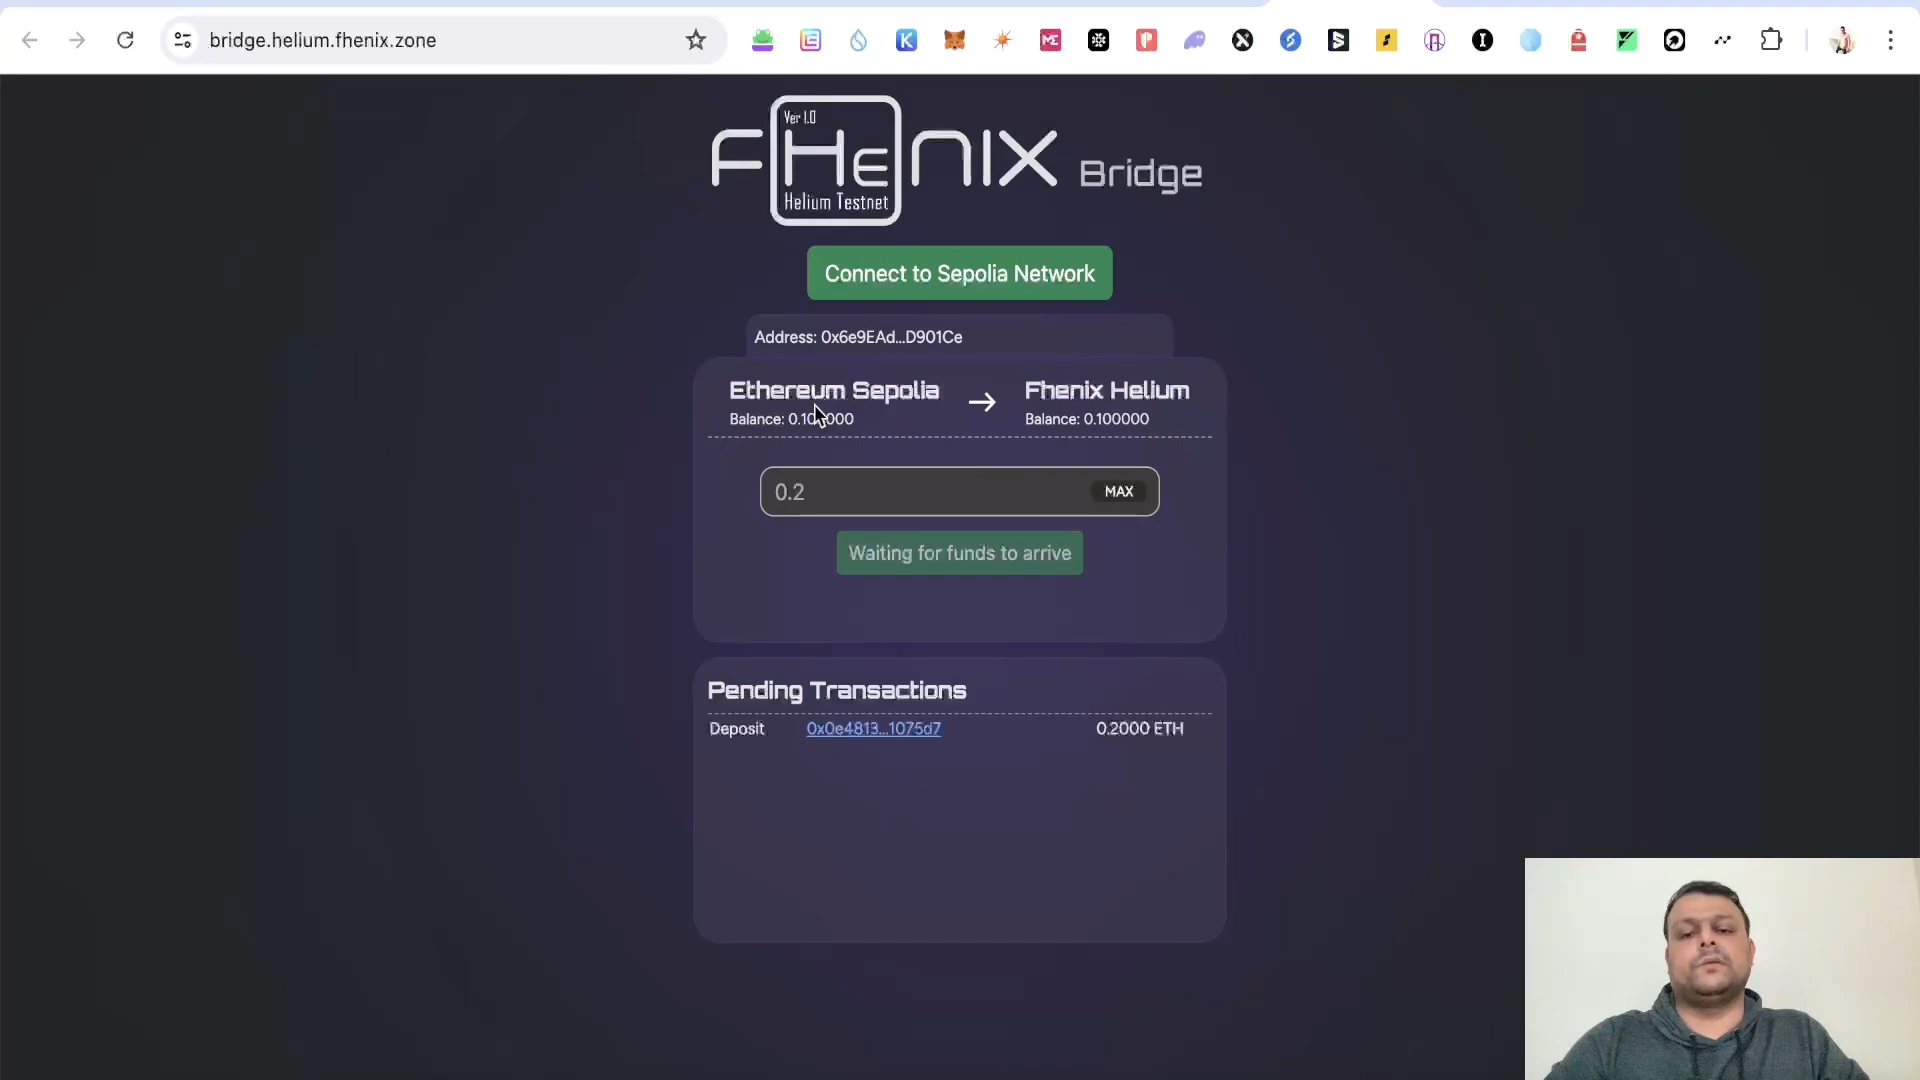 bridge.helium.fhenix.zone
Ver 1.0
FHENIX Bridge
Helium Testnet
Connect to Sepolia Network
Address: 0x6e9EAd...D901Ce
Ethereum Sepolia → Fhenix Helium
Balance: 0.10 000 Balance: 0.100000
0.2 MAX
Waiting for funds to arrive
Pending Transactions
Deposit 0x0e4813...1075d7 0.2000 ETH